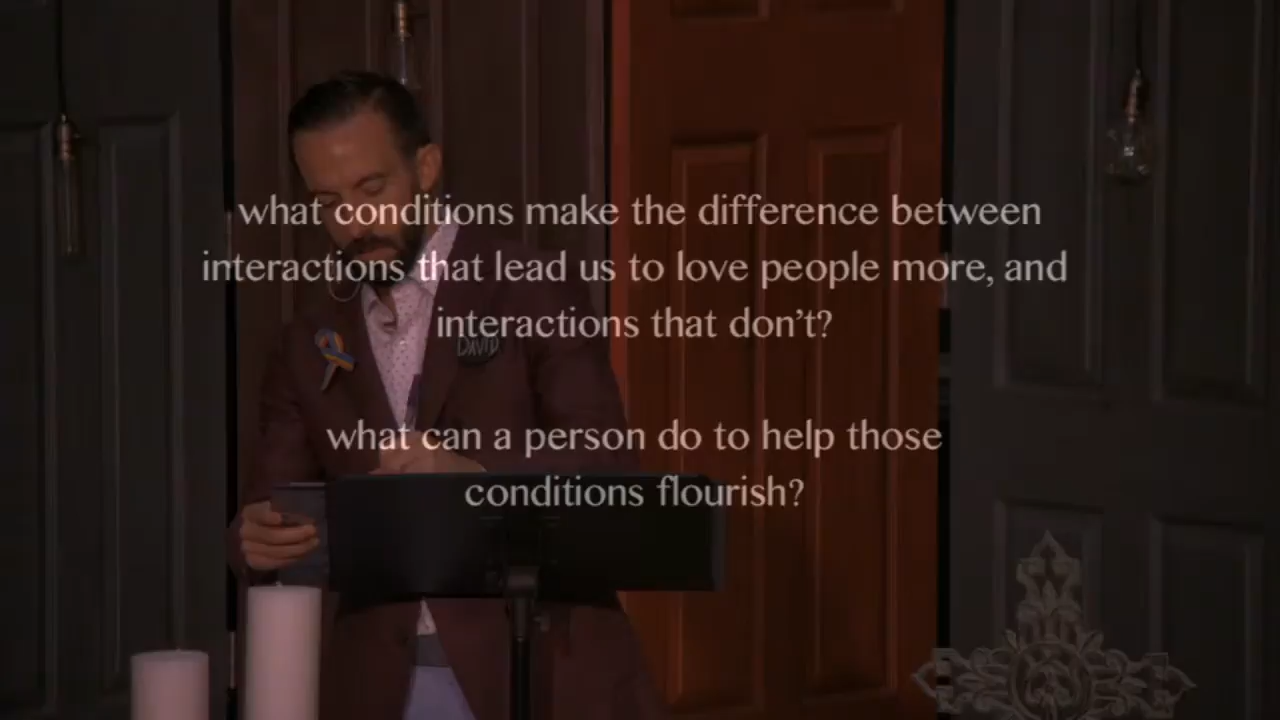 what conditions make the difference between
interactions that lead us to love people more, and
interactions that don't?
DAVID
what can a person do to help those
conditions flourish?